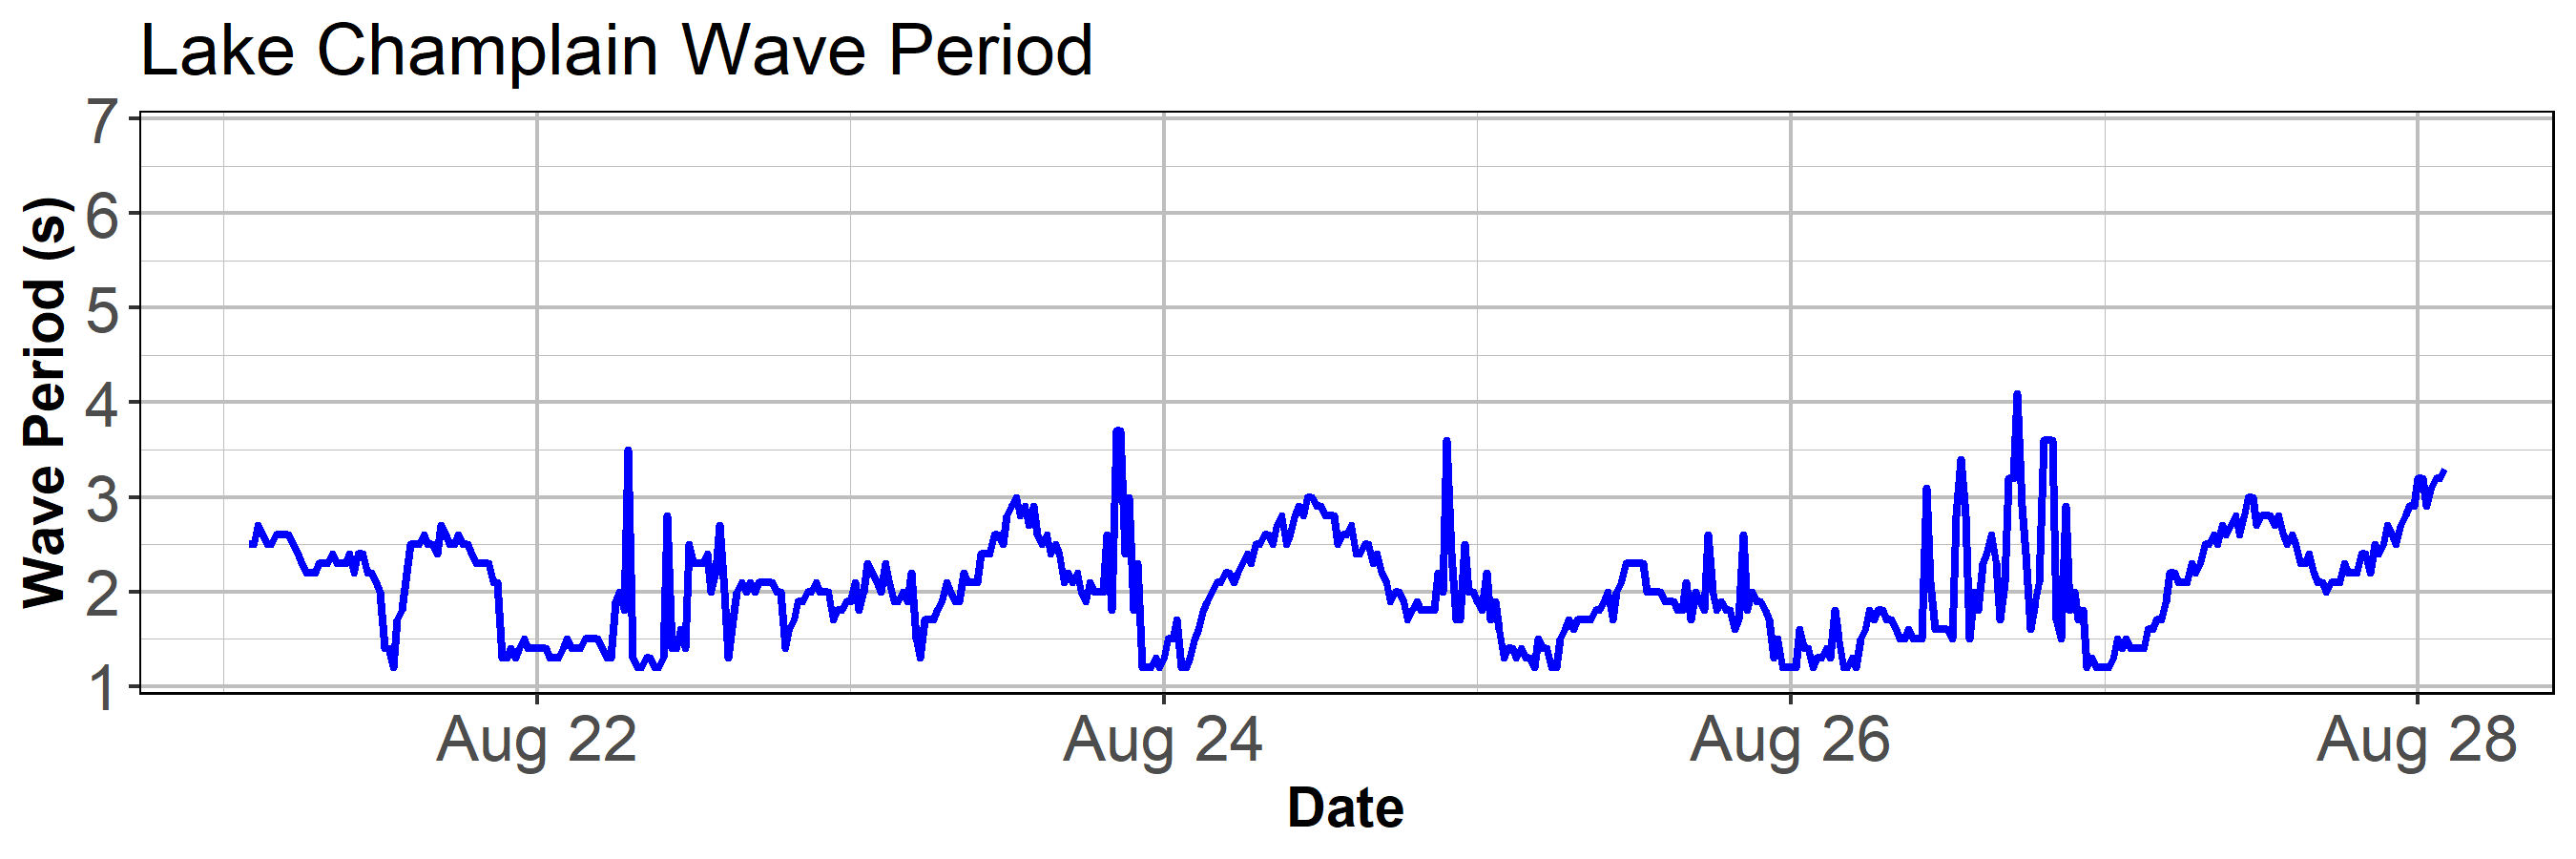 Lake Champlain Wave Period
Wave Period (s)
7
6
5
4
3
2
1
Aug 22
Aug 24
Aug 26
Aug 28
Date